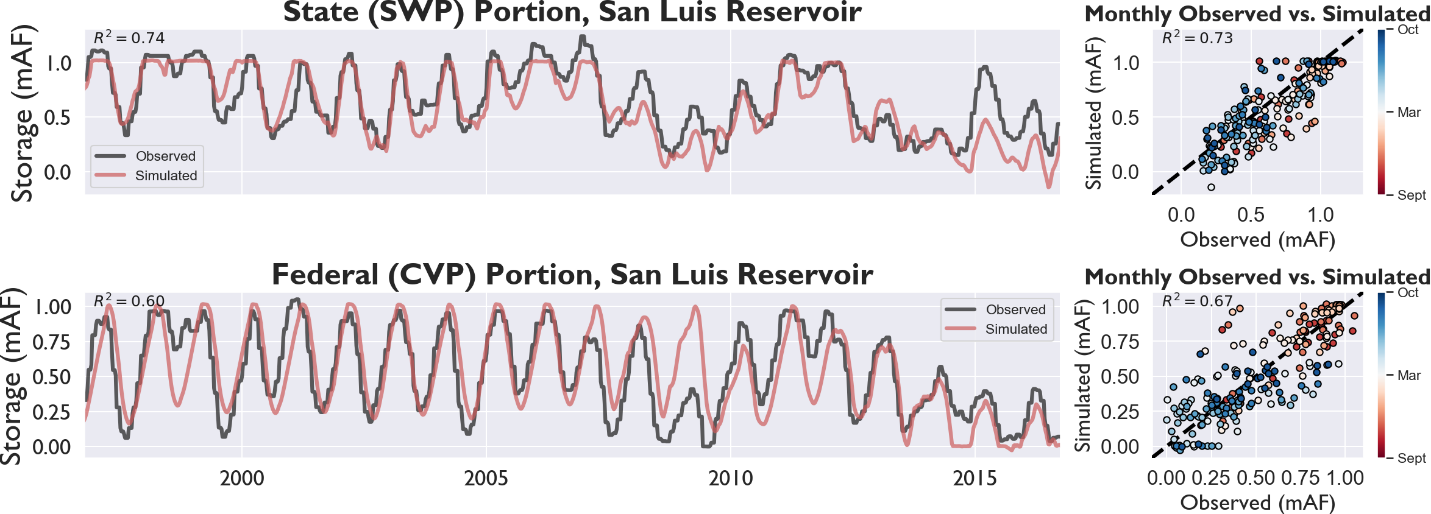 State (SWP) Portion, San Luis Reservoir
Storage (mAF)
1.0
0.5
0.0
R² = 0.74
Observed
Simulated
Monthly Observed vs. Simulated
Simulated (mAF)
1.0
0.5
0.0
R² = 0.73
0.0 0.5 1.0
Observed (mAF)
Oct
Mar
Sept
Federal (CVP) Portion, San Luis Reservoir
Storage (mAF)
1.00
0.75
0.50
0.25
0.00
R² = 0.60
Observed
Simulated
2000 2005 2010 2015
Monthly Observed vs. Simulated
Simulated (mAF)
1.00
0.75
0.50
0.25
0.00
R² = 0.67
0.00 0.25 0.50 0.75 1.00
Observed (mAF)
Oct
Mar
Sept